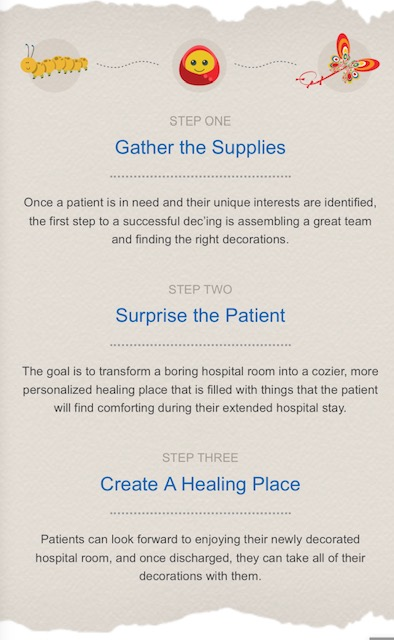 STEP ONE
Gather the Supplies
Once a patient is in need and their unique interests are identified,
the first step to a successful dec'ing is assembling a great team
and finding the right decorations.
STEP TWO
Surprise the Patient
The goal is to transform a boring hospital room into a cozier, more
personalized healing place that is filled with things that the patient
will find comforting during their extended hospital stay.
STEP THREE
Create A Healing Place
Patients can look forward to enjoying their newly decorated
hospital room, and once discharged, they can take all of their
decorations with them.